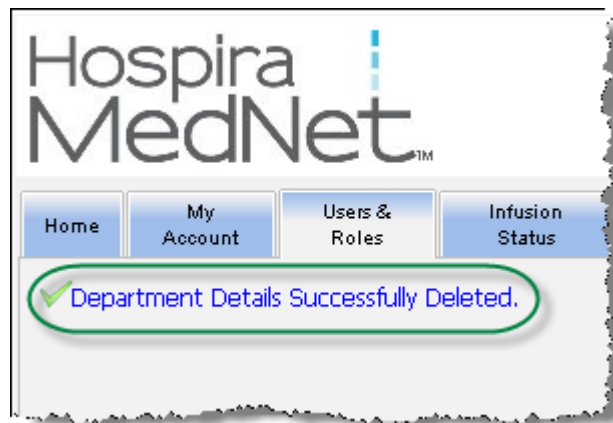 Hospira
MedNet™
Home
My
Account
Users &
Roles
Infusion
Status
Department Details Successfully Deleted.